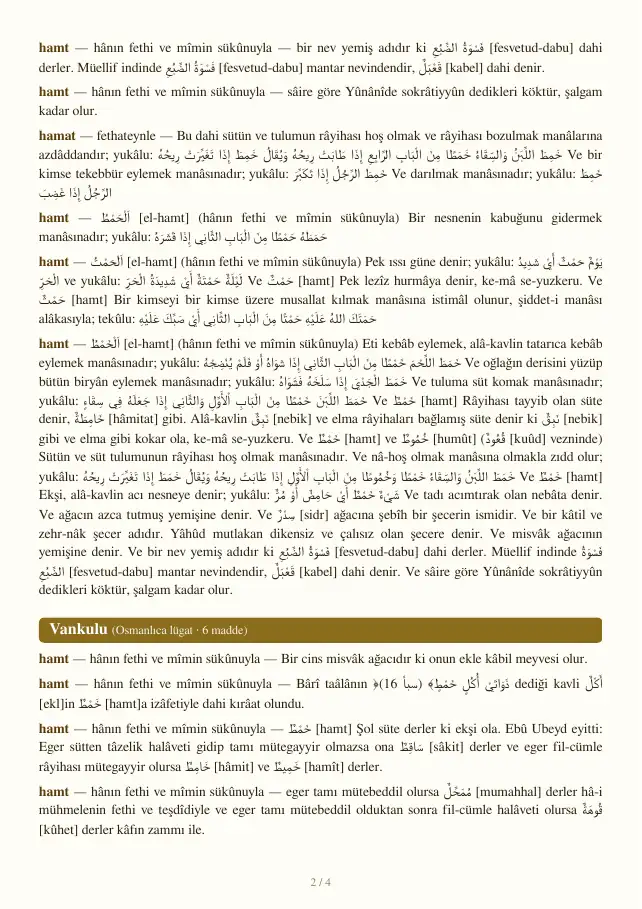 hamt — hânın fethi ve mîmin sükûnuyla — bir nev yemiş adıdır ki فَسْوَةُ الضَّبُعِ [fesvetud-dabu] dahi
derler. Müellif indinde فَسْوَةُ الضَّبُعِ [fesvetud-dabu] mantar nevindendir, قَعْبَلٌ [kabel] dahi denir.
hamt — hânın fethi ve mîmin sükûnuyla — sâire göre Yûnânîde sokrâtiyyûn dedikleri köktür, şalgam
kadar olur.
hamat — fethateynle — Bu dahi sütün ve tulumun râyihası hoş olmak ve râyihası bozulmak manâlarına
azdâddandır; yukâlu: خَمِطَ اللَّبَنُ وَالسِّقَاءُ خَمَطًا مِنَ الْبَابِ الرَّابِعِ إِذَا طَابَتْ رِيحُهُ وَيُقَالُ خَمِطَ إِذَا تَغَيَّرَتْ رِيحُهُ Ve bir
kimse tekebbür eylemek manâsınadır; yukâlu: خَمِطَ الرَّجُلُ إِذَا تَكَبَّرَ Ve darılmak manâsınadır; yukâlu: خَمِطَ
الرَّجُلُ إِذَا غَضِبَ
hamt — اَلْحَمْطُ [el-hamt] (hânın fethi ve mîmin sükûnuyla) Bir nesnenin kabuğunu gidermek
manâsınadır; yukâlu: حَمَطَهُ حَمْطًا مِنَ الْبَابِ الثَّانِي إِذَا قَشَرَهُ
hamt — اَلْحَمْتُ [el-hamt] (hânın fethi ve mîmin sükûnuyla) Pek ıssı güne denir; yukâlu: يَوْمٌ حَمْتٌ أَيْ شَدِيدُ
الْحَرِّ ve yukâlu: لَيْلَةٌ حَمْتَةٌ أَيْ شَدِيدَةُ الْحَرِّ Ve حَمْتٌ [hamt] Pek lezîz hurmâya denir, ke-mâ se-yuzkeru. Ve
حَمْتٌ [hamt] Bir kimseyi bir kimse üzere musallat kılmak manâsına istimâl olunur, şiddet-i manâsı
alâkasıyla; tekûlu: حَمَتَكَ اللهُ عَلَيْهِ حَمْتًا مِنَ الْبَابِ الثَّانِي أَيْ صَبَّكَ عَلَيْهِ
hamt — اَلْخَمْطُ [el-hamt] (hânın fethi ve mîmin sükûnuyla) Eti kebâb eylemek, alâ-kavlin tatarıca kebâb
eylemek manâsınadır; yukâlu: خَمَطَ اللَّحْمَ خَمْطًا مِنَ الْبَابِ الثَّانِي إِذَا شَوَاهُ أَوْ فَلَمْ يُنْضِجْهُ Ve oğlağın derisini yüzüp
bütün biryân eylemek manâsınadır; yukâlu: خَمَطَ الْجَدْيَ إِذَا سَلَخَهُ فَشَوَاهُ Ve tuluma süt komak manâsınadır;
yukâlu: خَمَطَ اللَّبَنَ خَمْطًا مِنَ الْبَابِ الْأَوَّلِ وَالثَّانِي إِذَا جَعَلَهُ فِي سِقَاءٍ Ve خَمْطٌ [hamt] Râyihası tayyib olan süte
denir, خَامِطَةٌ [hâmitat] gibi. Alâ-kavlin نَبِقٌ [nebik] ve elma râyihaları bağlamış süte denir ki نَبِقٌ [nebik]
gibi ve elma gibi kokar ola, ke-mâ se-yuzkeru. Ve خَمْطٌ [hamt] ve خُمُوطٌ [humût] (قُعُودٌ [kuûd] vezninde)
Sütün ve süt tulumunun râyihası hoş olmak manâsınadır. Ve nâ-hoş olmak manâsına olmakla zıdd olur;
yukâlu: خَمَطَ اللَّبَنُ وَالسِّقَاءُ خَمْطًا وَخُمُوطًا مِنَ الْبَابِ الْأَوَّلِ إِذَا طَابَتْ رِيحُهُ وَيُقَالُ خَمَطَ إِذَا تَغَيَّرَتْ رِيحُهُ Ve خَمْطٌ [hamt]
Ekşi, alâ-kavlin acı nesneye denir; yukâlu: شَيْءٌ خَمْطٌ أَيْ حَامِضٌ أَوْ مُرٌّ Ve tadı acımtırak olan nebâta denir.
Ve ağacın azca tutmuş yemişine denir. Ve سِدْرٌ [sidr] ağacına şebîh bir şecerin ismidir. Ve bir kâtil ve
zehr-nâk şecer adıdır. Yâhûd mutlakan dikensiz ve çalısız olan şecere denir. Ve misvâk ağacının
yemişine denir. Ve bir nev yemiş adıdır ki فَسْوَةُ الضَّبُعِ [fesvetud-dabu] dahi derler. Müellif indinde فَسْوَةُ
الضَّبُعِ [fesvetud-dabu] mantar nevindendir, قَعْبَلٌ [kabel] dahi denir. Ve sâire göre Yûnânîde sokrâtiyyûn
dedikleri köktür, şalgam kadar olur.
Vankulu (Osmanlıca lügat · 6 madde)
hamt — hânın fethi ve mîmin sükûnuyla — Bir cins misvâk ağacıdır ki onun ekle kâbil meyvesi olur.
hamt — hânın fethi ve mîmin sükûnuyla — Bârî taâlânın ﴿ذَوَاتَيْ أُكُلٍ خَمْطٍ﴾ (سبأ 16) dediği kavli أُكُلٌ
[ekl]in خَمْطٌ [hamt]a izâfetiyle dahi kırâat olundu.
hamt — hânın fethi ve mîmin sükûnuyla — خَمْطٌ [hamt] Şol süte derler ki ekşi ola. Ebû Ubeyd eyitti:
Eger sütten tâzelik halâveti gidip tamı mütegayyir olmazsa ona سَاقِطٌ [sâkit] derler ve eger fil-cümle
râyihası mütegayyir olursa خَامِطٌ [hâmit] ve خَمِيطٌ [hamît] derler.
hamt — hânın fethi ve mîmin sükûnuyla — eger tamı mütebeddil olursa مُمَحَّلٌ [mumahhal] derler hâ-i
mühmelenin fethi ve teşdîdiyle ve eger tamı mütebeddil olduktan sonra fil-cümle halâveti olursa قُوهَةٌ
[kûhet] derler kâfın zammı ile.
2 / 4